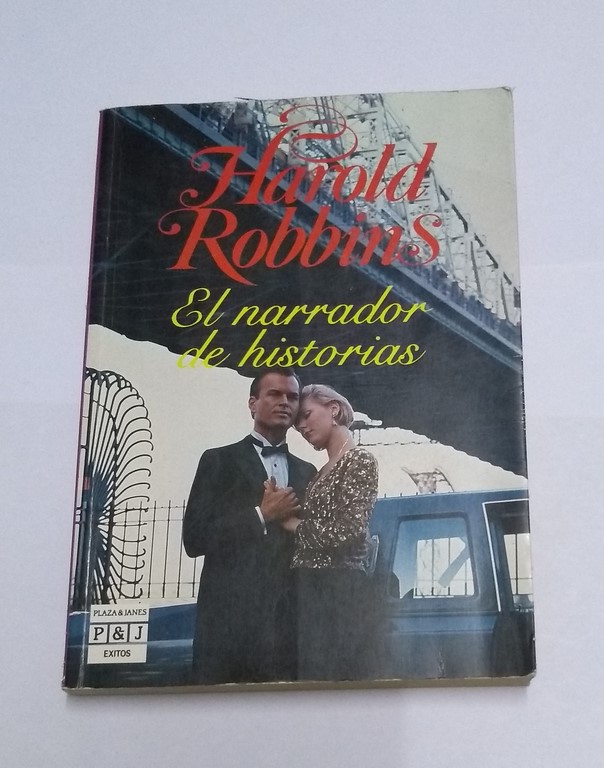 Harold
Robbins
El narrador
de historias
PLAZA & JANES
P&J
EXITOS